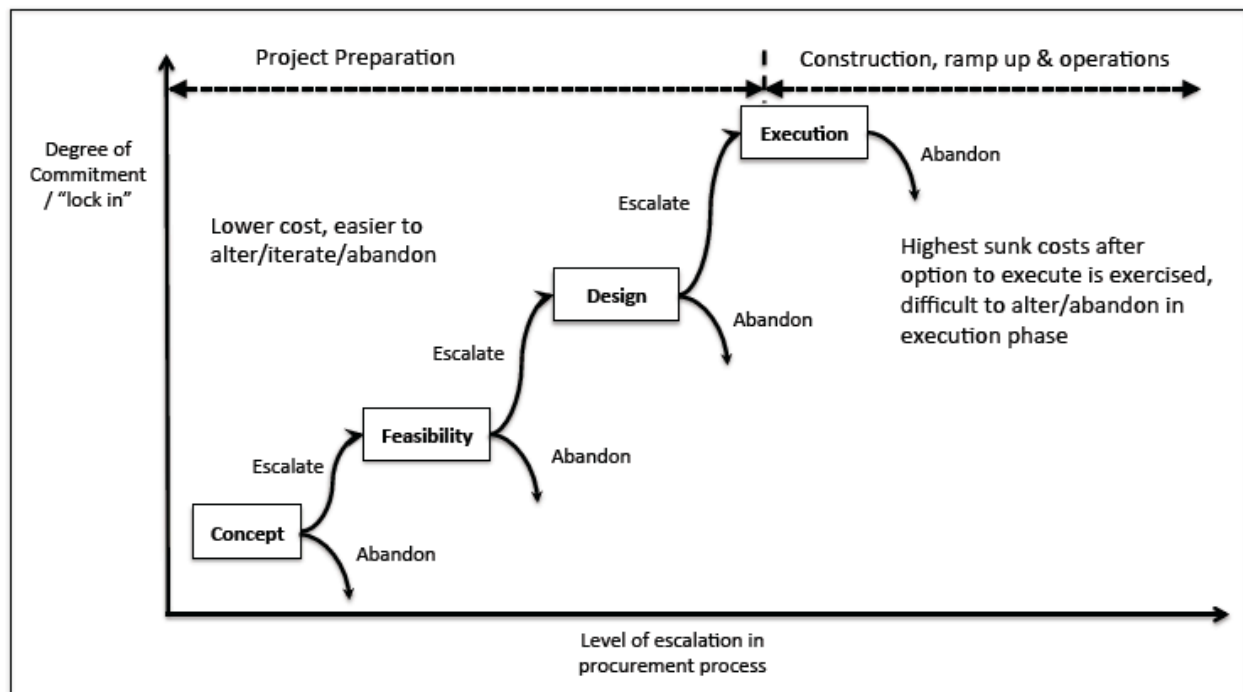 Project Preparation
Construction, ramp up & operations
Degree of
Commitment
/ “lock in”
Execution
Abandon
Escalate
Lower cost, easier to
alter/iterate/abandon
Highest sunk costs after
option to execute is exercised,
difficult to alter/abandon in
execution phase
Design
Abandon
Escalate
Feasibility
Abandon
Escalate
Concept
Abandon
Level of escalation in
procurement process